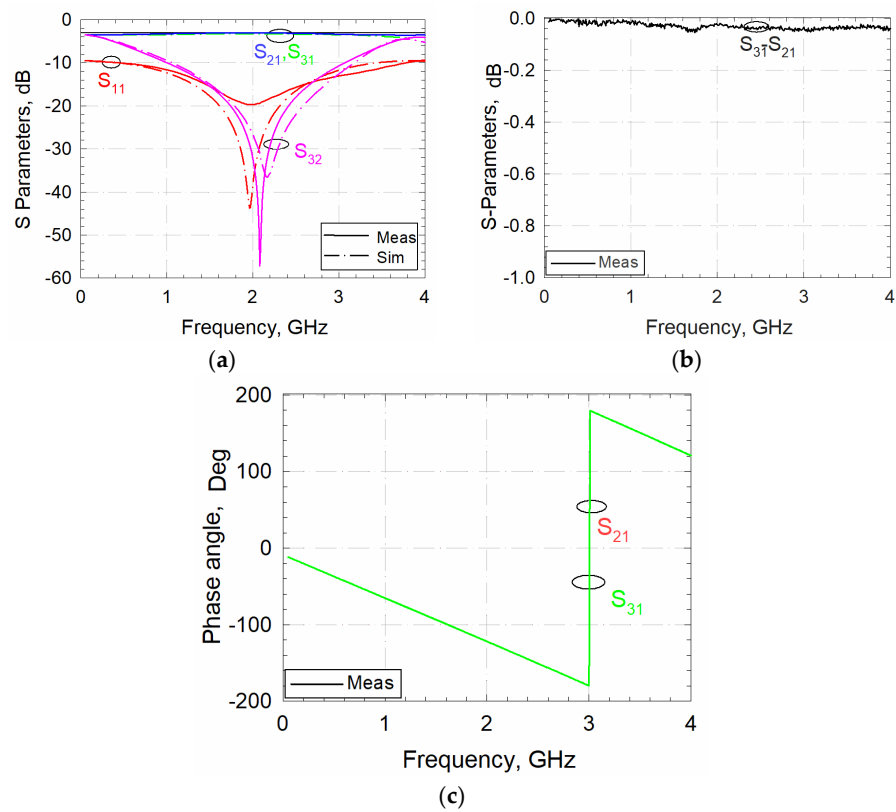 S Parameters, dB
0
-10
-20
-30
-40
-50
-60
S21,S31
S11
S32
Meas
Sim
0 1 2 3 4
Frequency, GHz
(a)
S-Parameters, dB
0.0
-0.2
-0.4
-0.6
-0.8
-1.0
S31-S21
Meas
0 1 2 3 4
Frequency, GHz
(b)
Phase angle, Deg
200
100
0
-100
-200
S21
S31
Meas
0 1 2 3 4
Frequency, GHz
(c)